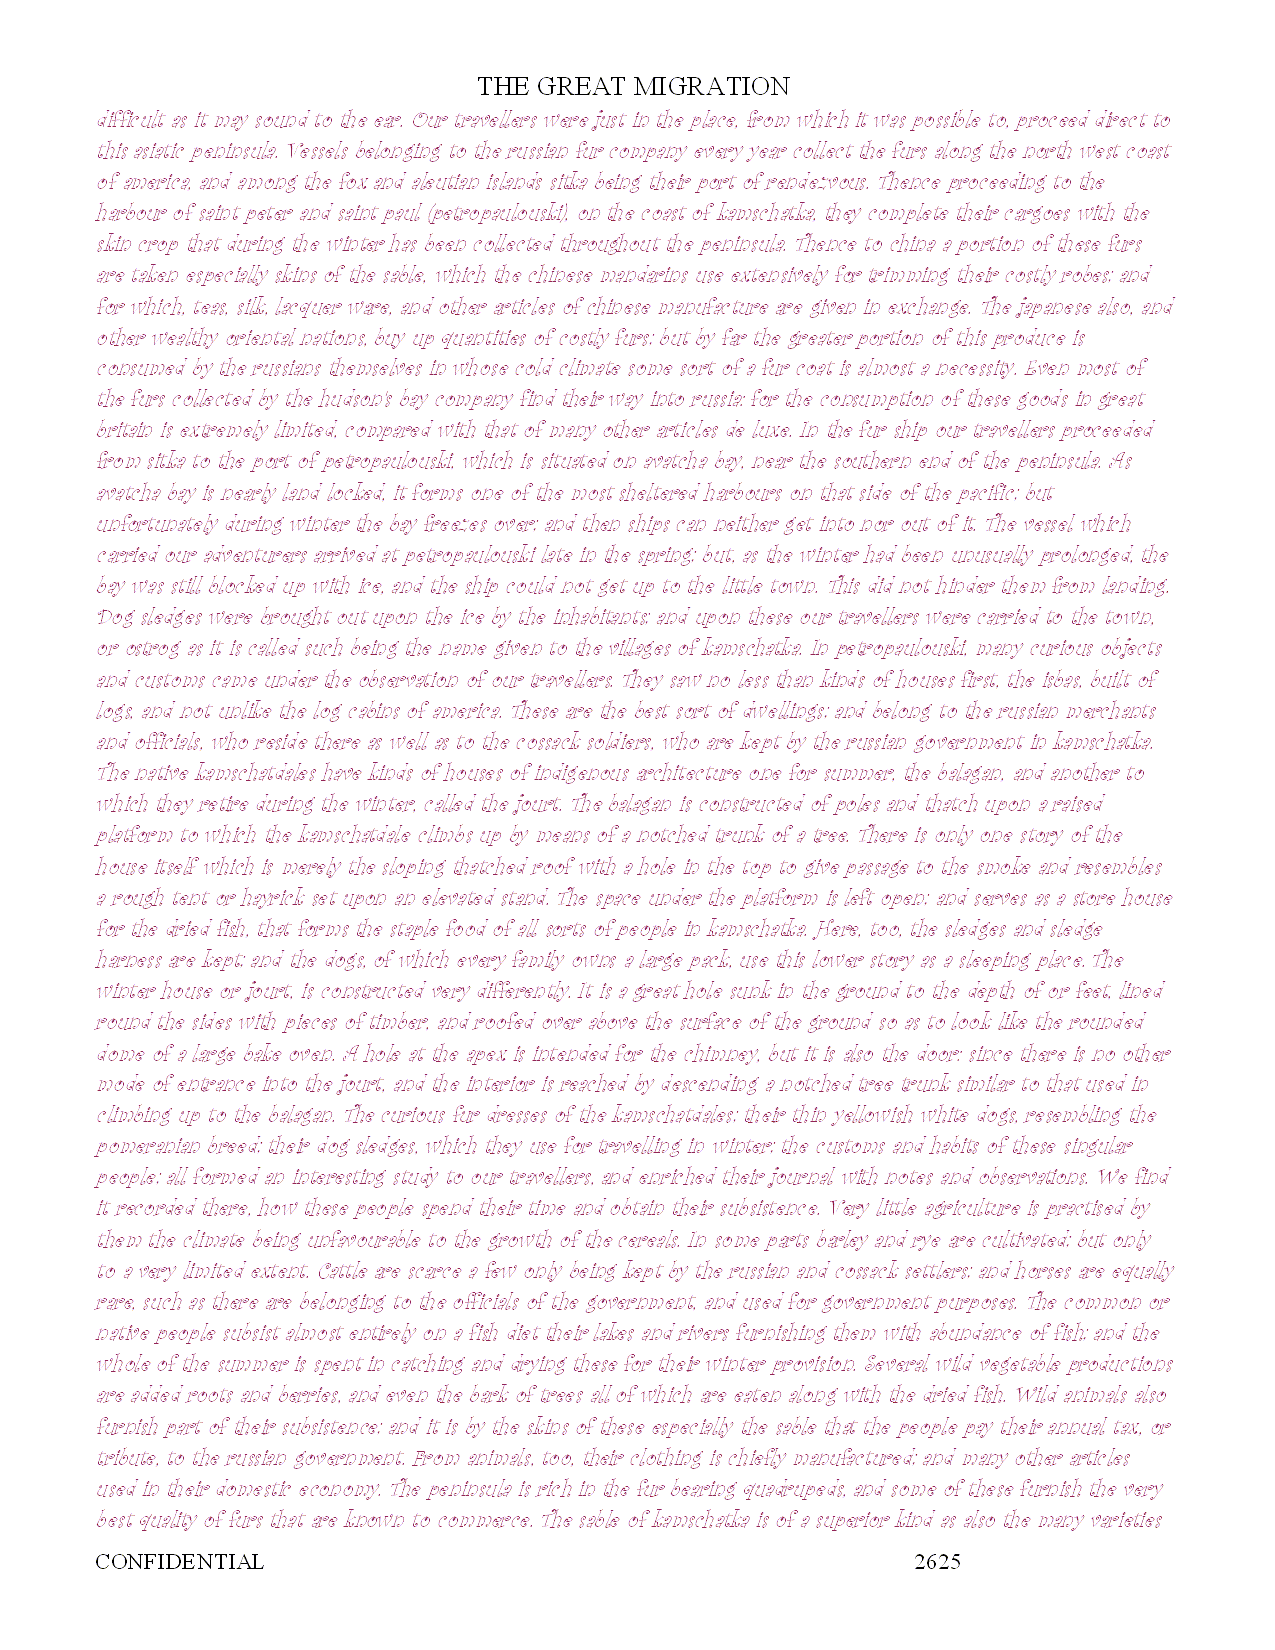 THE GREAT MIGRATION
difficult as it may sound to the ear. Our travellers were just in the place, from which it was possible to, proceed direct to
this asiatic peninsula. Vessels belonging to the russian fur company every year collect the furs along the north west coast
of america, and among the fox and aleutian islands sitka being their port of rendezvous. Thence proceeding to the
harbour of saint peter and saint paul (petropaulouski), on the coast of kamschatka, they complete their cargoes with the
skin crop that during the winter has been collected throughout the peninsula. Thence to china a portion of these furs
are taken especially skins of the sable, which the chinese mandarins use extensively for trimming their costly robes; and
for which, teas, silk, lacquer ware, and other articles of chinese manufacture are given in exchange. The japanese also, and
other wealthy oriental nations, buy up quantities of costly furs; but by far the greater portion of this produce is
consumed by the russians themselves in whose cold climate some sort of a fur coat is almost a necessity. Even most of
the furs collected by the hudson's bay company find their way into russia; for the consumption of these goods in great
britain is extremely limited, compared with that of many other articles de luxe. In the fur ship our travellers proceeded
from sitka to the port of petropaulouski, which is situated on avatcha bay, near the southern end of the peninsula. As
avatcha bay is nearly land locked, it forms one of the most sheltered harbours on that side of the pacific; but
unfortunately during winter the bay freezes over; and then ships can neither get into nor out of it. The vessel which
carried our adventurers arrived at petropaulouski late in the spring; but, as the winter had been unusually prolonged, the
bay was still blocked up with ice, and the ship could not get up to the little town. This did not hinder them from landing.
Dog sledges were brought out upon the ice by the inhabitants; and upon these our travellers were carried to the town,
or ostrog as it is called such being the name given to the villages of kamschatka. In petropaulouski, many curious objects
and customs came under the observation of our travellers. They saw no less than kinds of houses first, the isbas, built of
logs, and not unlike the log cabins of america. These are the best sort of dwellings; and belong to the russian merchants
and officials, who reside there as well as to the cossack soldiers, who are kept by the russian government in kamschatka.
The native kamschatdales have kinds of houses of indigenous architecture one for summer, the balagan, and another to
which they retire during the winter, called the jourt. The balagan is constructed of poles and thatch upon a raised
platform to which the kamschatdale climbs up by means of a notched trunk of a tree. There is only one story of the
house itself which is merely the sloping thatched roof with a hole in the top to give passage to the smoke and resembles
a rough tent or hayrick set upon an elevated stand. The space under the platform is left open; and serves as a store house
for the dried fish, that forms the staple food of all sorts of people in kamschatka. Here, too, the sledges and sledge
harness are kept; and the dogs, of which every family owns a large pack, use this lower story as a sleeping place. The
winter house or jourt, is constructed very differently. It is a great hole sunk in the ground to the depth of or feet, lined
round the sides with pieces of timber, and roofed over above the surface of the ground so as to look like the rounded
dome of a large bake oven. A hole at the apex is intended for the chimney, but it is also the door; since there is no other
mode of entrance into the jourt, and the interior is reached by descending a notched tree trunk similar to that used in
climbing up to the balagan. The curious fur dresses of the kamschatdales; their thin yellowish white dogs, resembling the
pomeranian breed; their dog sledges, which they use for travelling in winter; the customs and habits of these singular
people; all formed an interesting study to our travellers, and enriched their journal with notes and observations. We find
it recorded there, how these people spend their time and obtain their subsistence. Very little agriculture is practised by
them the climate being unfavourable to the growth of the cereals. In some parts barley and rye are cultivated; but only
to a very limited extent. Cattle are scarce a few only being kept by the russian and cossack settlers; and horses are equally
rare, such as there are belonging to the officials of the government, and used for government purposes. The common or
native people subsist almost entirely on a fish diet their lakes and rivers furnishing them with abundance of fish; and the
whole of the summer is spent in catching and drying these for their winter provision. Several wild vegetable productions
are added roots and berries, and even the bark of trees all of which are eaten along with the dried fish. Wild animals also
furnish part of their subsistence; and it is by the skins of these especially the sable that the people pay their annual tax, or
tribute, to the russian government. From animals, too, their clothing is chiefly manufactured; and many other articles
used in their domestic economy. The peninsula is rich in the fur bearing quadrupeds, and some of these furnish the very
best quality of furs that are known to commerce. The sable of kamschatka is of a superior kind as also the many varieties
CONFIDENTIAL 2625